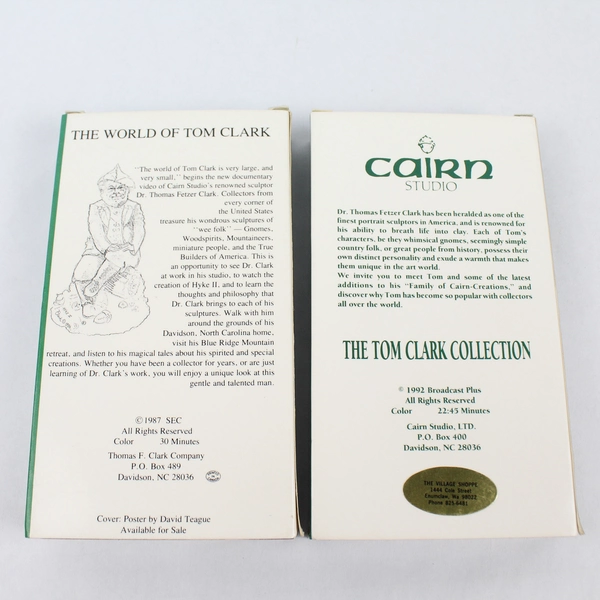 THE WORLD OF TOM CLARK
"The world of Tom Clark is very large, and
very small," begins the new documentary
video of Cairn Studio's renowned sculptor
Dr. Thomas Fetzer Clark. Collectors from
every corner of
the United States
treasure his wondrous sculptures of
"wee folk" — Gnomes,
Woodspirits, Mountaineers,
miniature people, and the True
Builders of America. This is
an opportunity to see Dr. Clark
at work in his studio, to watch the
creation of Hyke II, and to learn the
thoughts and philosophy that
Dr. Clark brings to each of his
sculptures. Walk with him
around the grounds of his
Davidson, North Carolina home,
visit his Blue Ridge Mountain
retreat, and listen to his magical tales about his spirited and special
creations. Whether you have been a collector for years, or are just
learning of Dr. Clark's work, you will enjoy a unique look at this
gentle and talented man.
©1987 SEC
All Rights Reserved
Color 30 Minutes
Thomas F. Clark Company
P.O. Box 489
Davidson, NC 28036
Cover: Poster by David Teague
Available for Sale
CAIRN
STUDIO
Dr. Thomas Fetzer Clark has been heralded as one of the
finest portrait sculptors in America, and is renowned for
his ability to breath life into clay. Each of Tom's
characters, be they whimsical gnomes, seemingly simple
country folk, or great people from history, possess their
own distinct personality and exude a warmth that makes
them unique in the art world.
We invite you to meet Tom and some of the latest
additions to his "Family of Cairn-Creations," and
discover why Tom has become so popular with collectors
all over the world.
THE TOM CLARK COLLECTION
© 1992 Broadcast Plus
All Rights Reserved
Color 22:45 Minutes
Cairn Studio, LTD.
P.O. Box 400
Davidson, NC 28036
THE VILLAGE SHOPPE
1444 Cole Street
Enumclaw, Wa 98022
Phone 825-6481